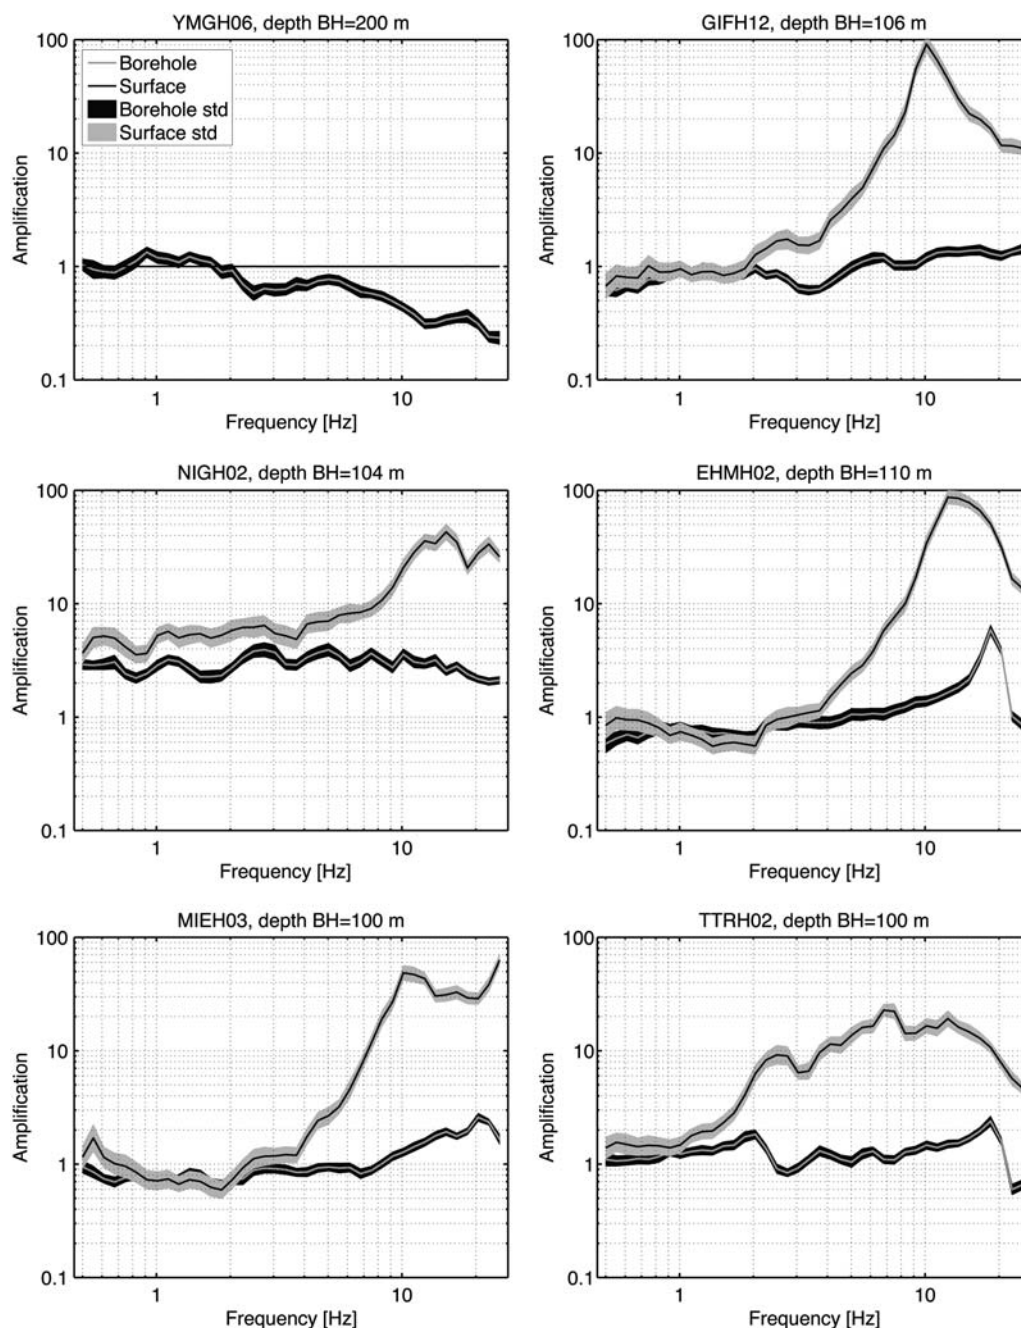 YMGH06, depth BH=200 m
100
10
1
0.1
Amplification
Borehole
Surface
Borehole std
Surface std
1
10
Frequency [Hz]
GIFH12, depth BH=106 m
100
10
1
0.1
Amplification
1
10
Frequency [Hz]
NIGH02, depth BH=104 m
100
10
1
0.1
Amplification
1
10
Frequency [Hz]
EHMH02, depth BH=110 m
100
10
1
0.1
Amplification
1
10
Frequency [Hz]
MIEH03, depth BH=100 m
100
10
1
0.1
Amplification
1
10
Frequency [Hz]
TTRH02, depth BH=100 m
100
10
1
0.1
Amplification
1
10
Frequency [Hz]